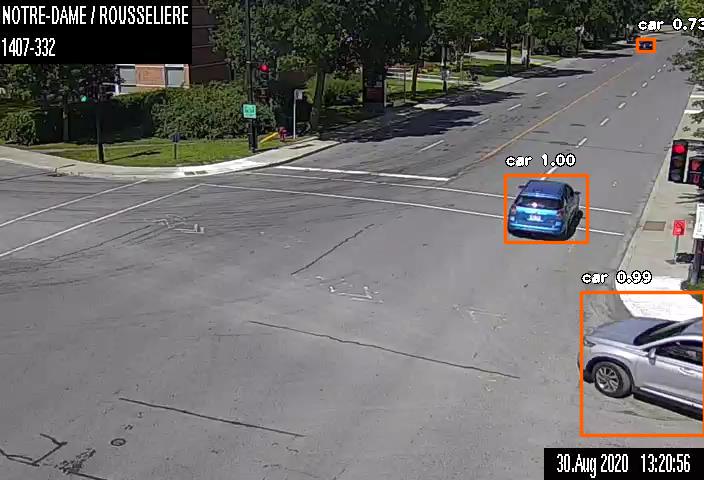 NOTRE-DAME / ROUSSELIERE
1407-332
car 0.73
car 1.00
car 0.99
30.Aug 2020 13:20:56